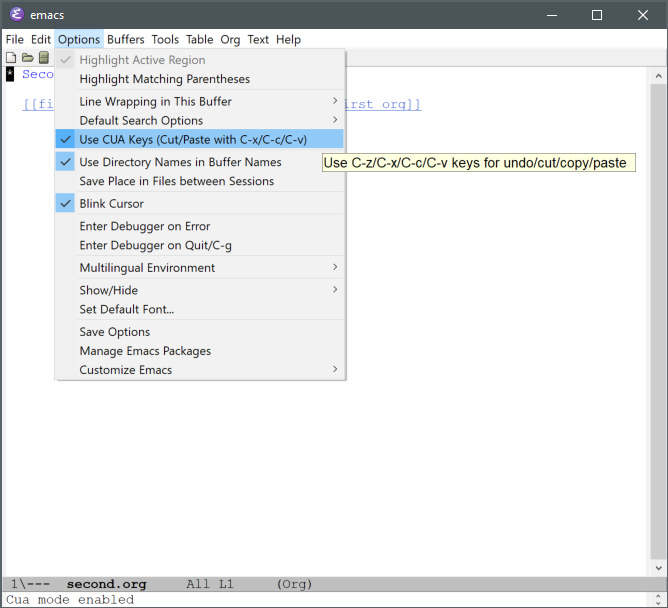 emacs
File Edit Options Buffers Tools Table Org Text Help
Highlight Active Region
* Seco
Highlight Matching Parentheses
[[fi
irst org]]
Line Wrapping in This Buffer
Default Search Options
Use CUA Keys (Cut/Paste with C-x/C-c/C-v)
Use Directory Names in Buffer Names
Use C-z/C-x/C-c/C-v keys for undo/cut/copy/paste
Save Place in Files between Sessions
Blink Cursor
Enter Debugger on Error
Enter Debugger on Quit/C-g
Multilingual Environment
Show/Hide
Set Default Font...
Save Options
Manage Emacs Packages
Customize Emacs
1\--- second.org All L1 (Org)
Cua mode enabled